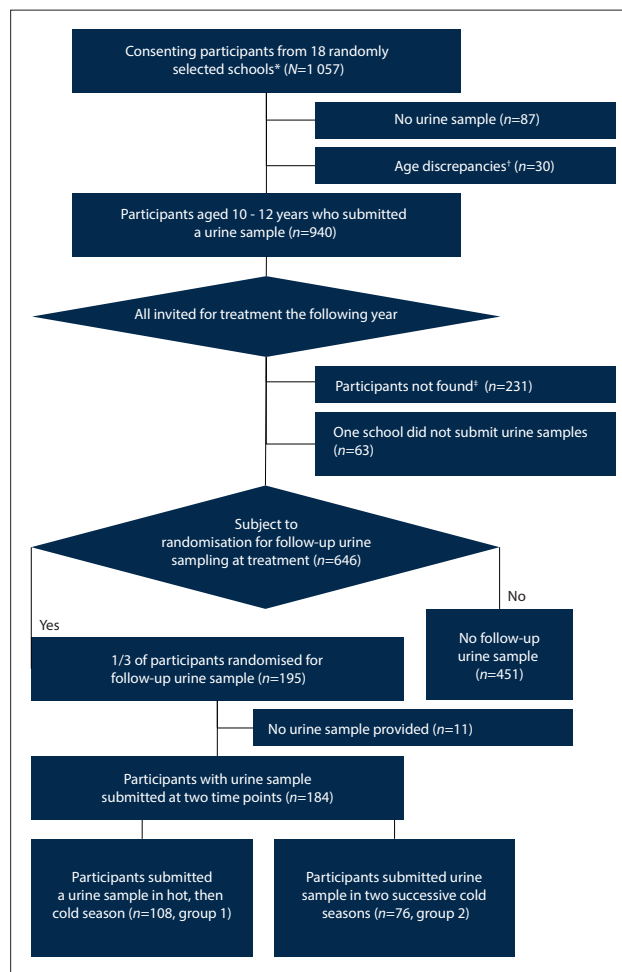 Consenting participants from 18 randomly
selected schools* (N=1 057)
No urine sample (n=87)
Age discrepancies† (n=30)
Participants aged 10 - 12 years who submitted
a urine sample (n=940)
All invited for treatment the following year
Participants not found‡ (n=231)
One school did not submit urine samples
(n=63)
Subject to
randomisation for follow-up urine
sampling at treatment (n=646)
No
Yes
No follow-up
urine sample
(n=451)
1/3 of participants randomised for
follow-up urine sample (n=195)
No urine sample provided (n=11)
Participants with urine sample
submitted at two time points (n=184)
Participants submitted
a urine sample in hot, then
cold season (n=108, group 1)
Participants submitted urine
sample in two successive cold
seasons (n=76, group 2)